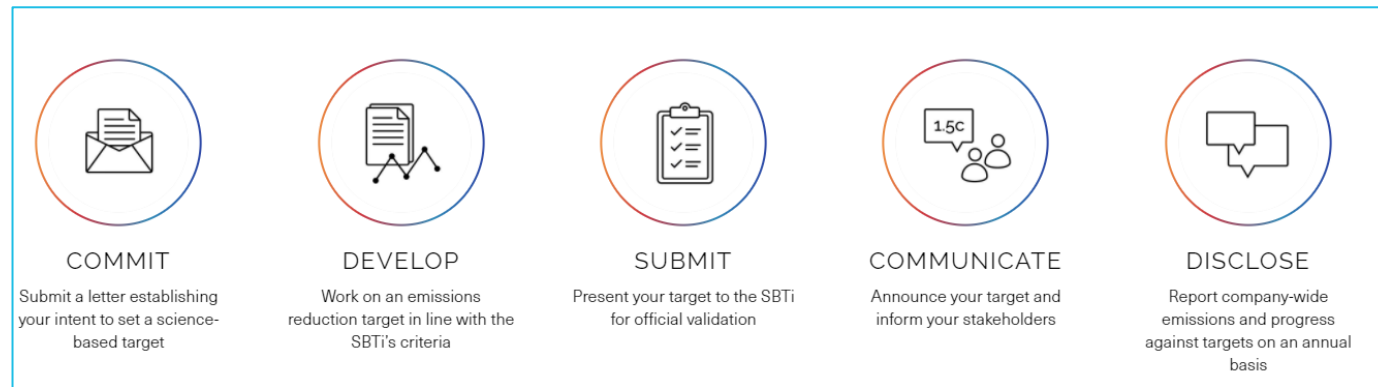 COMMIT
Submit a letter establishing
your intent to set a science-
based target
DEVELOP
Work on an emissions
reduction target in line with the
SBTi's criteria
SUBMIT
Present your target to the SBTi
for official validation
1.5c
COMMUNICATE
Announce your target and
inform your stakeholders
DISCLOSE
Report company-wide
emissions and progress
against targets on an annual
basis